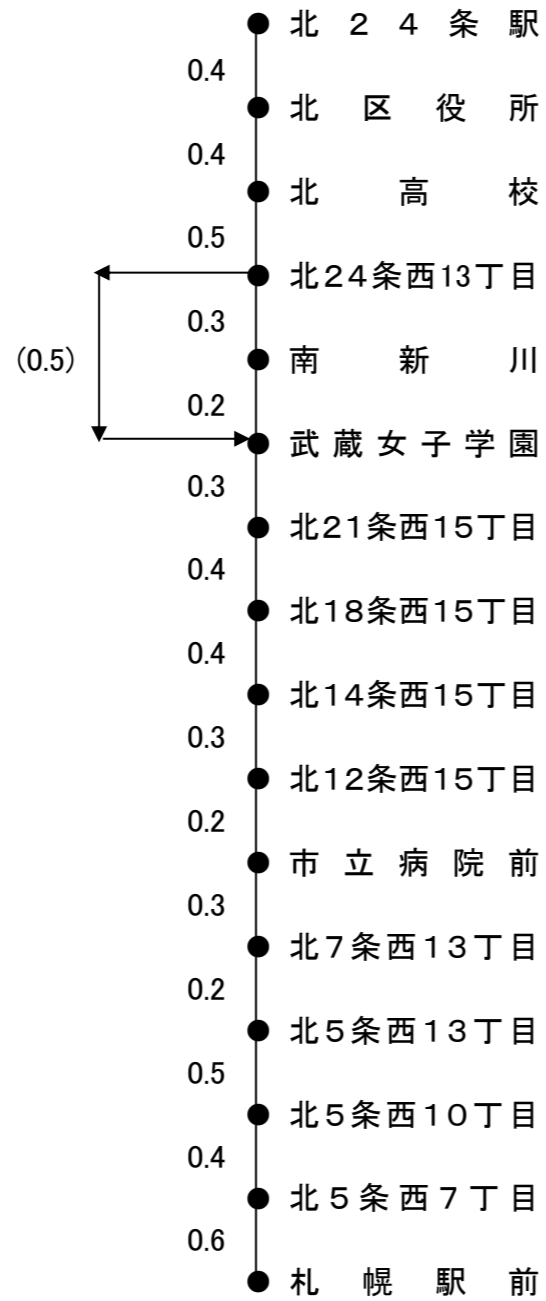 北24条駅
0.4
北区役所
0.4
北高校
0.5
北24条西13丁目
0.3
(0.5)
南新川
0.2
武蔵女子学園
0.3
北21条西15丁目
0.4
北18条西15丁目
0.4
北14条西15丁目
0.3
北12条西15丁目
0.2
市立病院前
0.3
北7条西13丁目
0.2
北5条西13丁目
0.5
北5条西10丁目
0.4
北5条西7丁目
0.6
札幌駅前